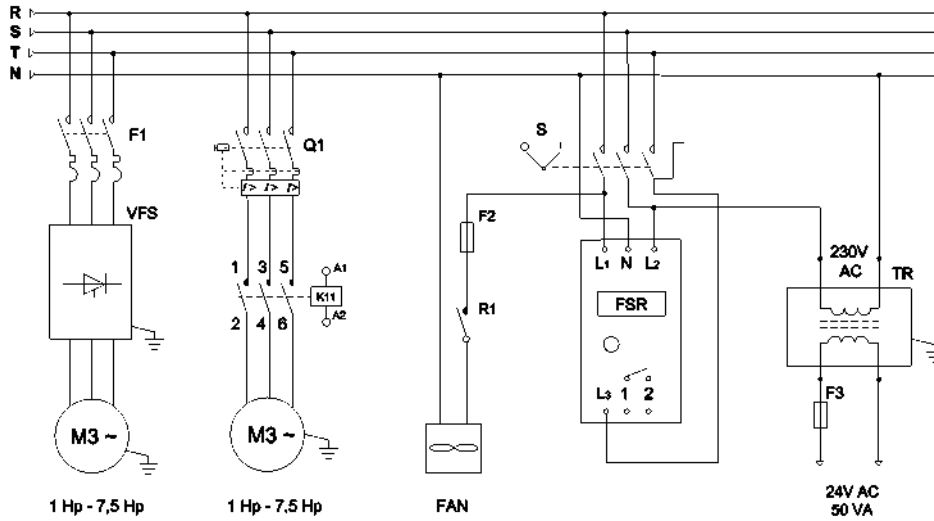 R
S
T
N
F1
Q1
S
I> I> I>
F2
VFS
L1 N L2
230V
AC
TR
1 3 5
A1
K11
A2
FSR
R1
2 4 6
L3 1 2
F3
M3 ~
M3 ~
1 Hp - 7,5 Hp
1 Hp - 7,5 Hp
FAN
24V AC
50 VA